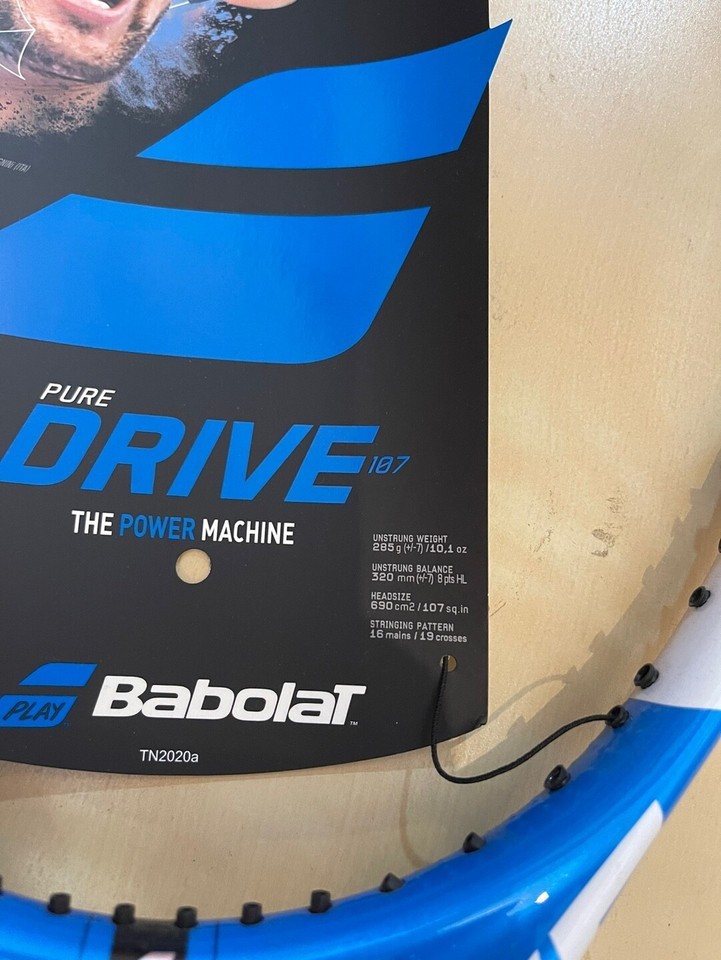 PURE
DRIVE 107
THE POWER MACHINE
UNSTRUNG WEIGHT
285 g (+/-7) / 10,1 oz
UNSTRUNG BALANCE
320 mm (+/-7) 8 pts HL
HEADSIZE
690 cm2 / 107 sq.in
STRINGING PATTERN
16 mains / 19 crosses
PLAY Babolat™
TN2020a